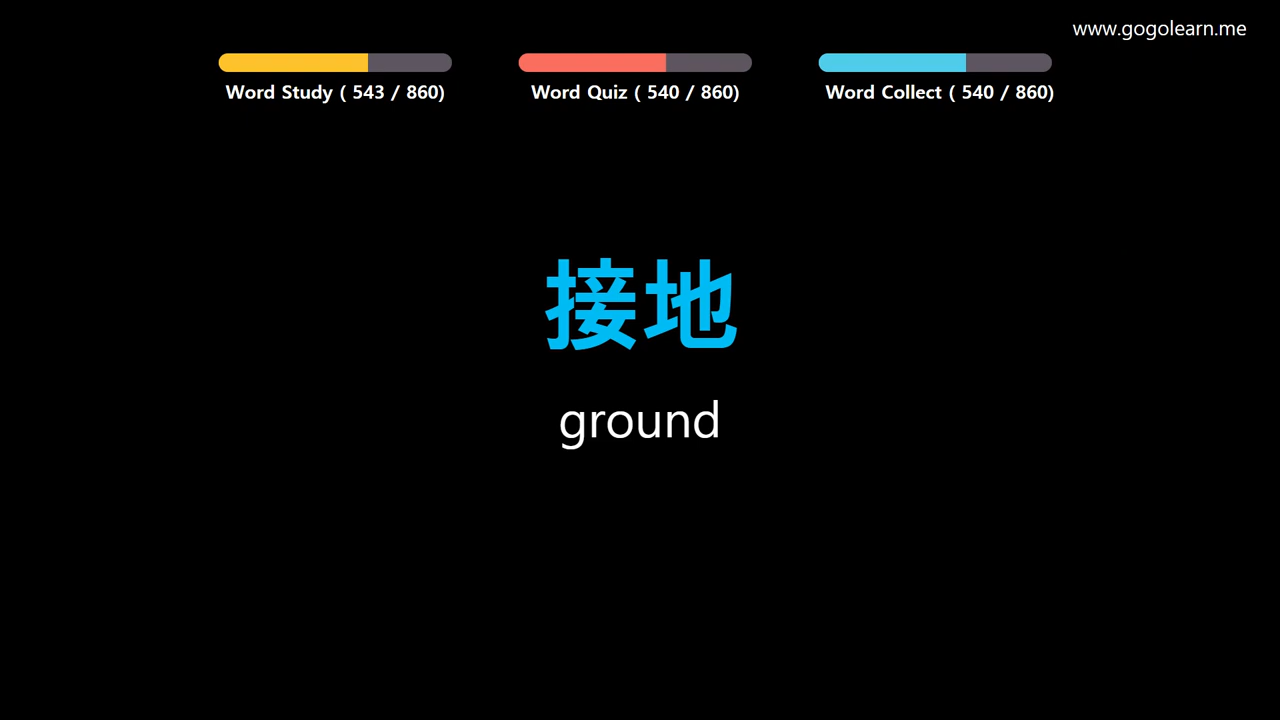 www.gogolearn.me
Word Study ( 543 / 860)
Word Quiz ( 540 / 860)
Word Collect ( 540 / 860)
接地
ground